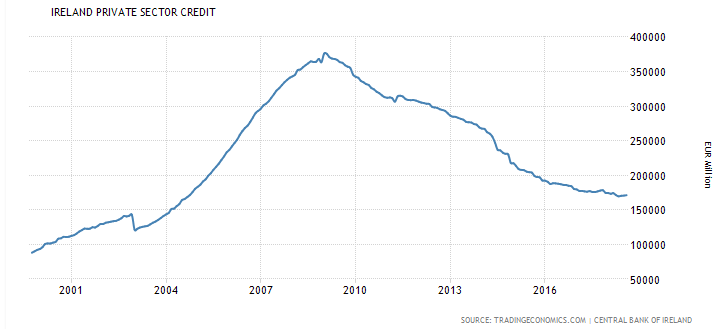 IRELAND PRIVATE SECTOR CREDIT
400000
350000
300000
250000
200000
150000
100000
50000
EUR Million
2001 2004 2007 2010 2013 2016
SOURCE: TRADINGECONOMICS.COM | CENTRAL BANK OF IRELAND